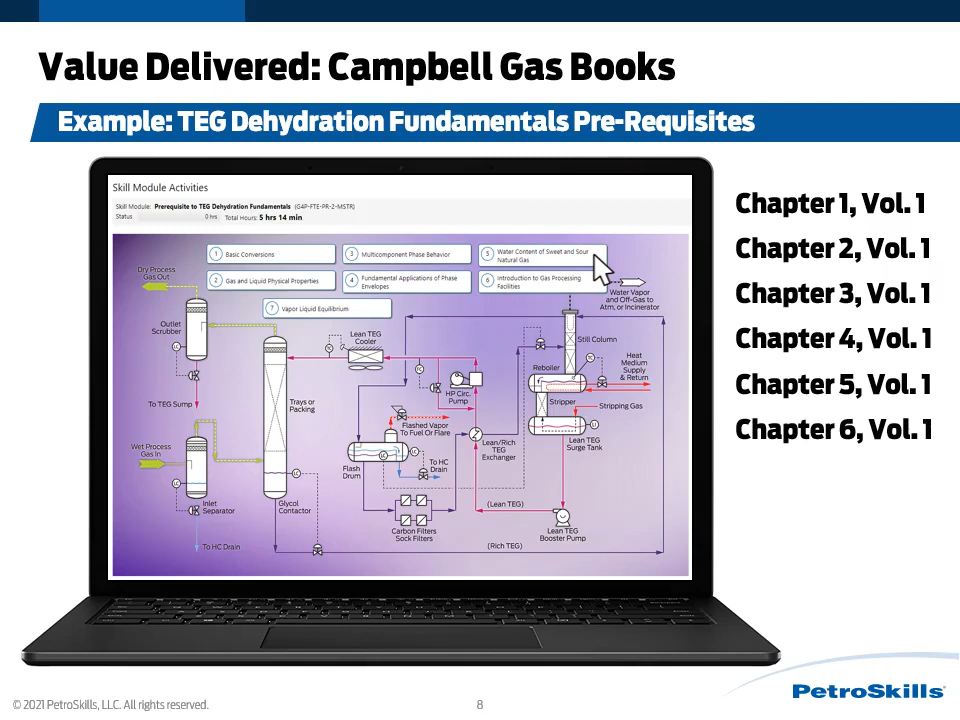 Value Delivered: Campbell Gas Books
Example: TEG Dehydration Fundamentals Pre-Requisites
Skill Module Activities
Skill Module: Prerequisite to TEG Dehydration Fundamentals (G4P-FTE-PR-2-MSTR)
Status 0 hrs Total Hours: 5 hrs 14 min
1 Basic Conversions
3 Multicomponent Phase Behavior
5 Water Content of Sweet and Sour
Natural Gas
2 Gas and Liquid Physical Properties
4 Fundamental Applications of Phase
Envelopes
6 Introduction to Gas Processing
Facilities
7 Vapor Liquid Equilibrium
Dry Process
Gas Out
Water Vapor
and Off-Gas to
Atm, or Incinerator
Outlet
Scrubber
LC
Lean TEG
Cooler
TC
Still Column
TC
Reboiler
Heat
Medium
Supply
& Return
FC
HP Circ.
Pump
To TEG Sump
Trays or
Packing
Stripper
Stripping Gas
Flashed Vapor
To Fuel Or Flare
LI
Lean TEG
Surge Tank
Lean/Rich
TEG
Exchanger
Wet Process
Gas In
LC
LC
LC
LC
To HC
Drain
Flash
Drum
Inlet
Separator
Glycol
Contactor
(Lean TEG)
Carbon Filters
Sock Filters
Lean TEG
Booster Pump
To HC Drain
(Rich TEG)
Chapter 1, Vol. 1
Chapter 2, Vol. 1
Chapter 3, Vol. 1
Chapter 4, Vol. 1
Chapter 5, Vol. 1
Chapter 6, Vol. 1
© 2021 PetroSkills, LLC. All rights reserved.
8
PetroSkills